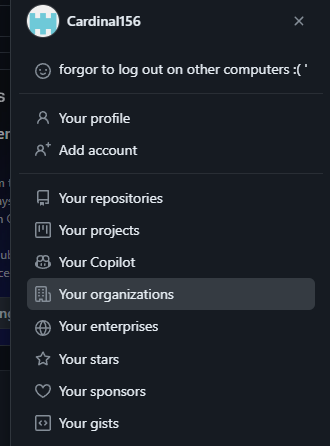 Cardinal156
forgor to log out on other computers :( '
Your profile
Add account
Your repositories
Your projects
Your Copilot
Your organizations
Your enterprises
Your stars
Your sponsors
Your gists